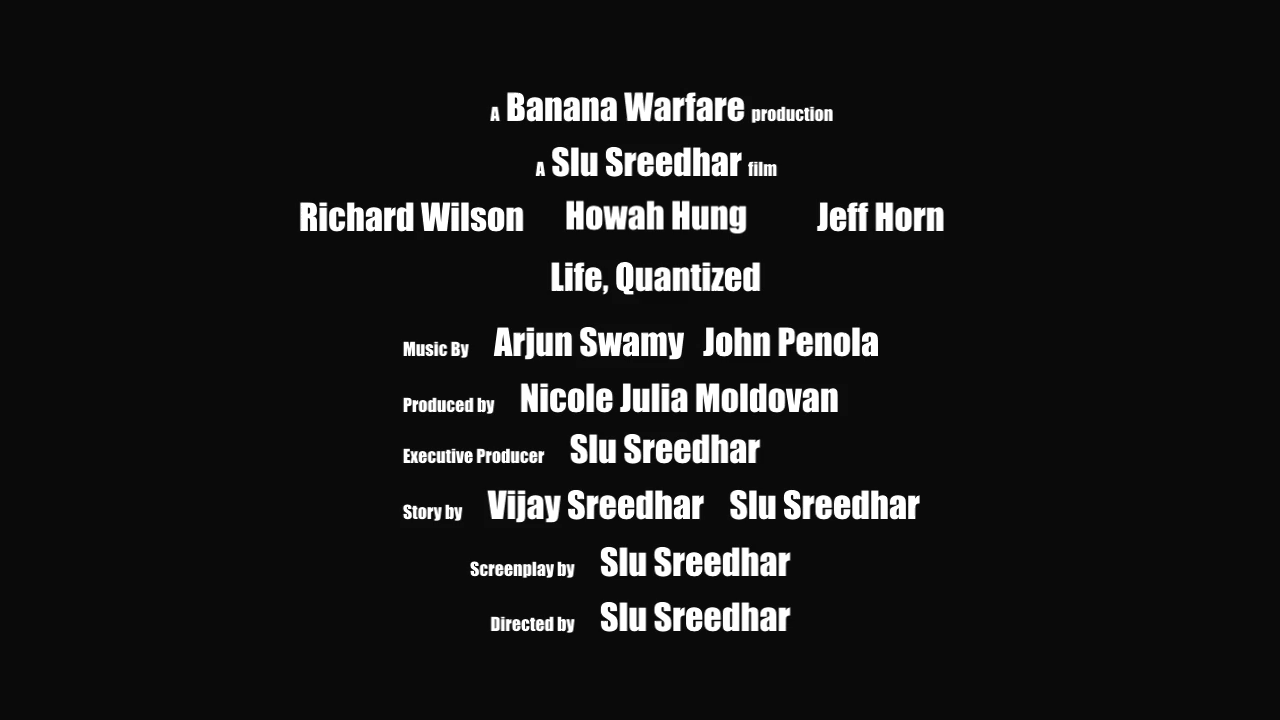 A Banana Warfare production
A Slu Sreedhar film
Richard Wilson Howah Hung Jeff Horn
Life, Quantized
Music By Arjun Swamy John Penola
Produced by Nicole Julia Moldovan
Executive Producer Slu Sreedhar
Story by Vijay Sreedhar Slu Sreedhar
Screenplay by Slu Sreedhar
Directed by Slu Sreedhar